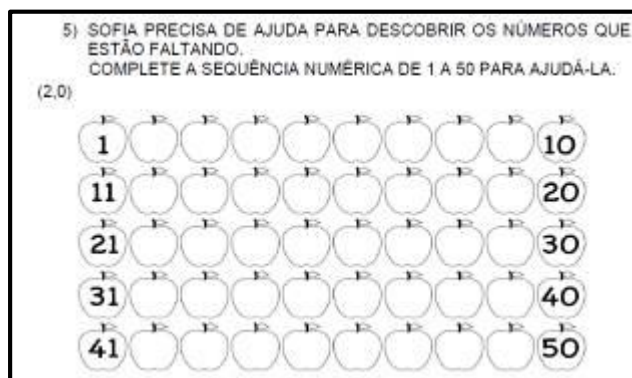 5) SOFIA PRECISA DE AJUDA PARA DESCOBRIR OS NÚMEROS QUE
ESTÃO FALTANDO.
COMPLETE A SEQUÊNCIA NUMÉRICA DE 1 A 50 PARA AJUDÁ-LA.
(2,0)
1 10
11 20
21 30
31 40
41 50